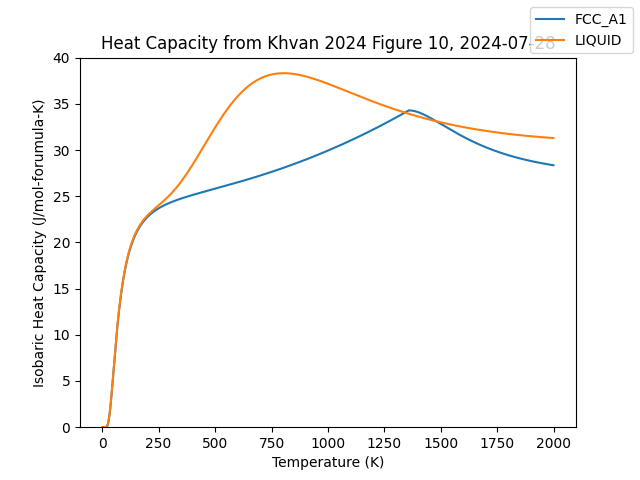 FCC_A1
LIQUID
Heat Capacity from Khvan 2024 Figure 10, 2024-07-28
Isobaric Heat Capacity (J/mol-forumula-K)
40
35
30
25
20
15
10
5
0
0 250 500 750 1000 1250 1500 1750 2000
Temperature (K)